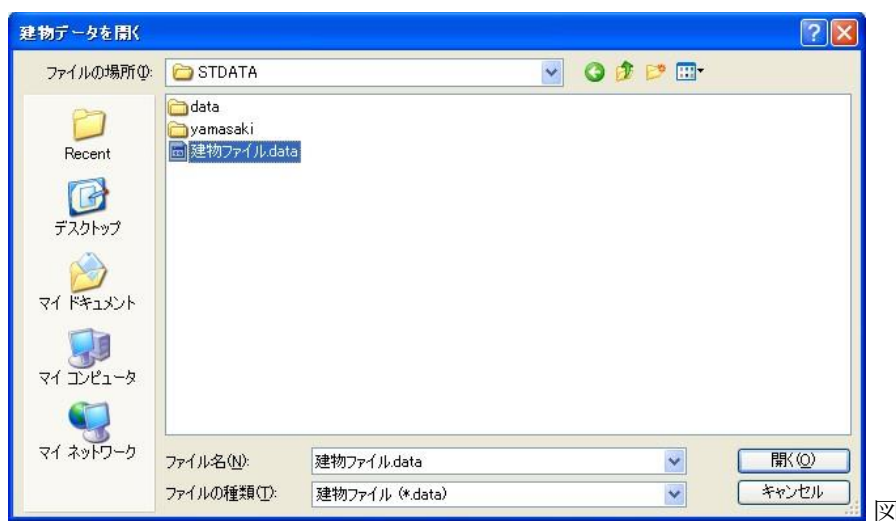 建物データを開く
ファイルの場所(I):
STDATA
data
yamasaki
建物ファイル.data
Recent
デスクトップ
マイ ドキュメント
マイ コンピュータ
マイ ネットワーク
ファイル名(N):
建物ファイル.data
開く(O)
ファイルの種類(T):
建物ファイル (*.data)
キャンセル
図